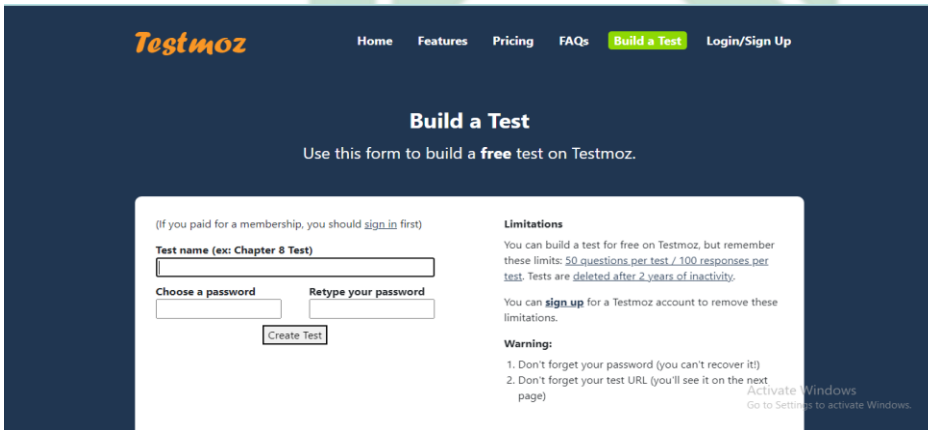 Testmoz
Home Features Pricing FAQs Build a Test Login/Sign Up
Build a Test
Use this form to build a free test on Testmoz.
(If you paid for a membership, you should sign in first)
Test name (ex: Chapter 8 Test)
Choose a password Retype your password
Create Test
Limitations
You can build a test for free on Testmoz, but remember
these limits: 50 questions per test / 100 responses per
test. Tests are deleted after 2 years of inactivity.
You can sign up for a Testmoz account to remove these
limitations.
Warning:
1. Don't forget your password (you can't recover it!)
2. Don't forget your test URL (you'll see it on the next
page)
Activate Windows
Go to Settings to activate Windows.